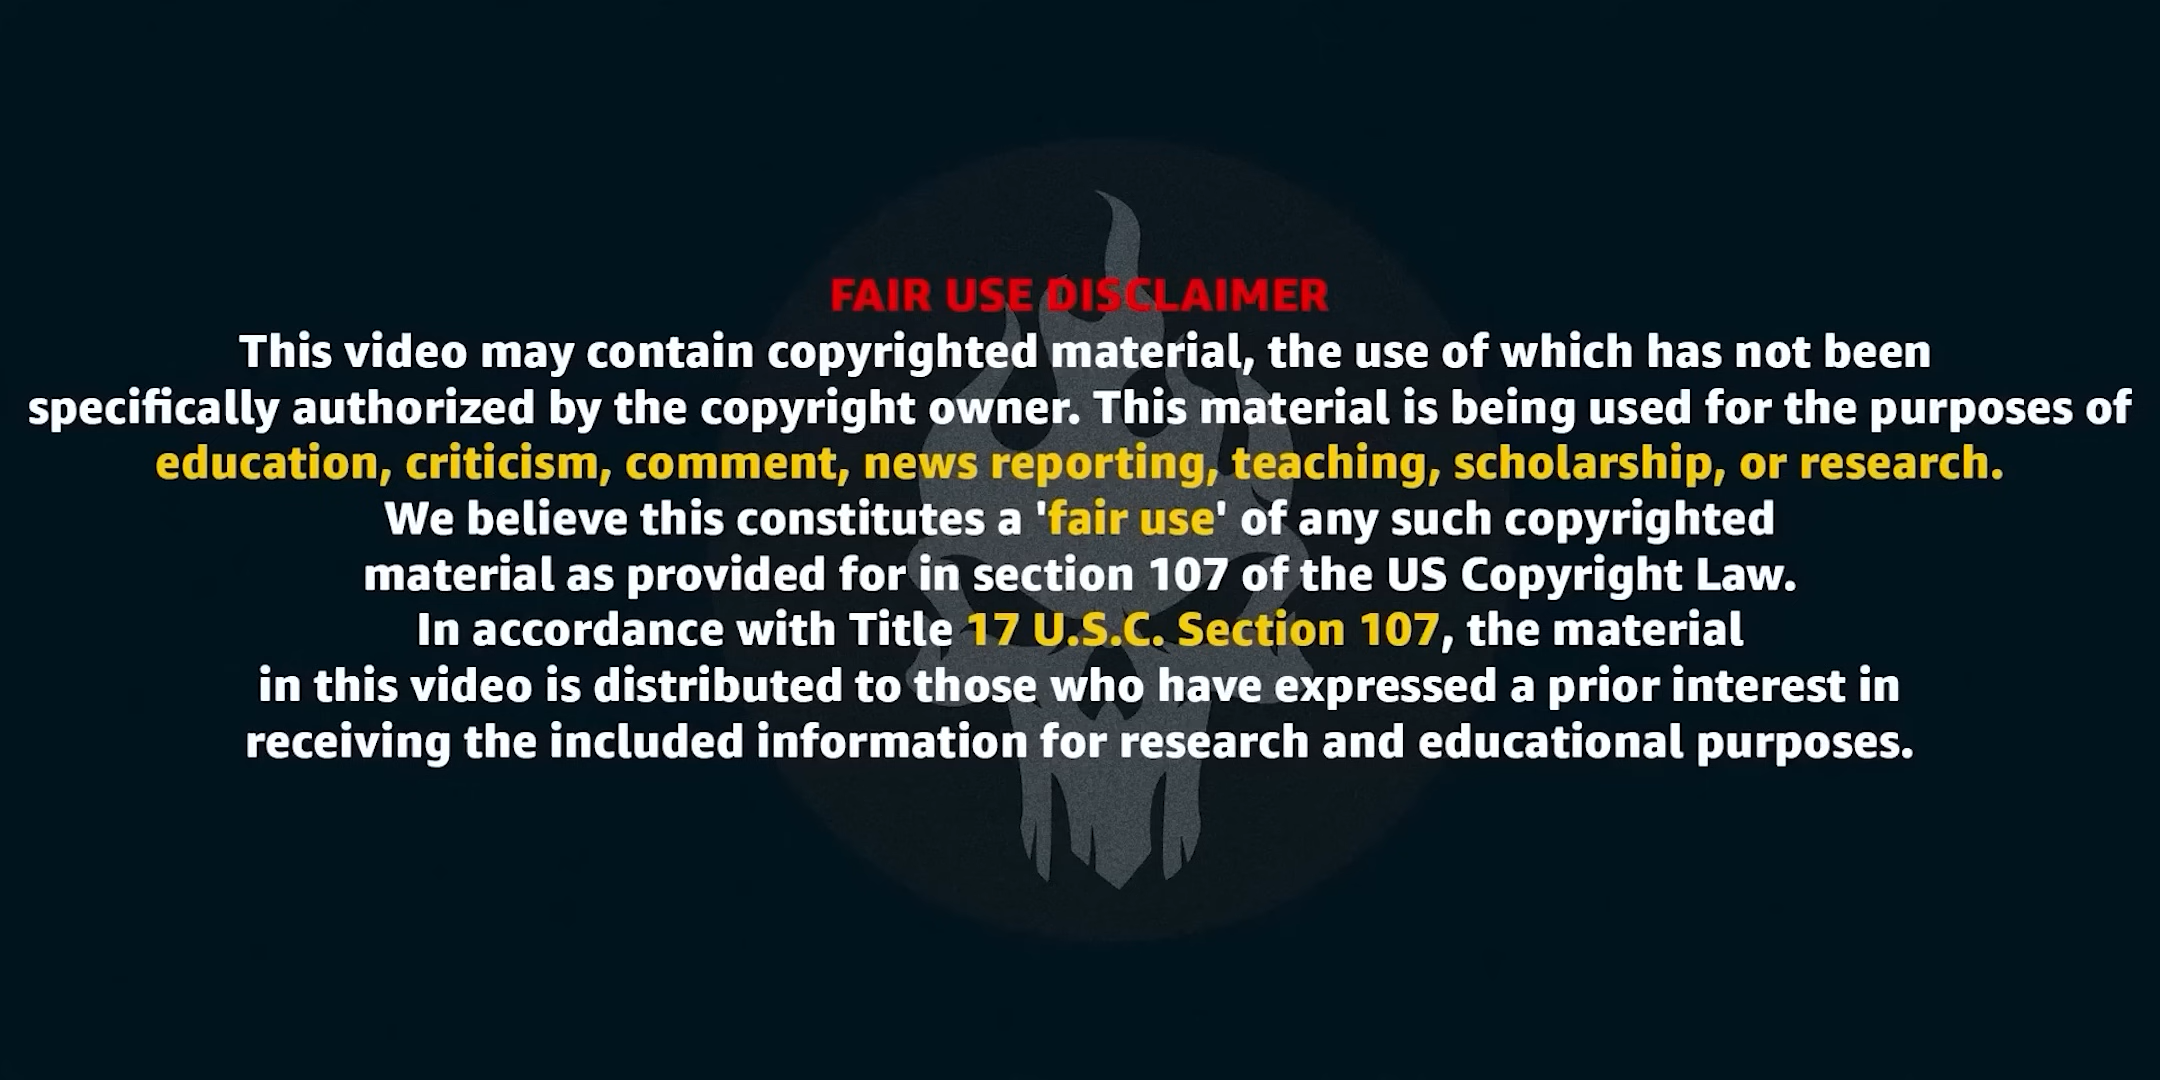 FAIR USE DISCLAIMER
This video may contain copyrighted material, the use of which has not been
specifically authorized by the copyright owner. This material is being used for the purposes of
education, criticism, comment, news reporting, teaching, scholarship, or research.
We believe this constitutes a 'fair use' of any such copyrighted
material as provided for in section 107 of the US Copyright Law.
In accordance with Title 17 U.S.C. Section 107, the material
in this video is distributed to those who have expressed a prior interest in
receiving the included information for research and educational purposes.